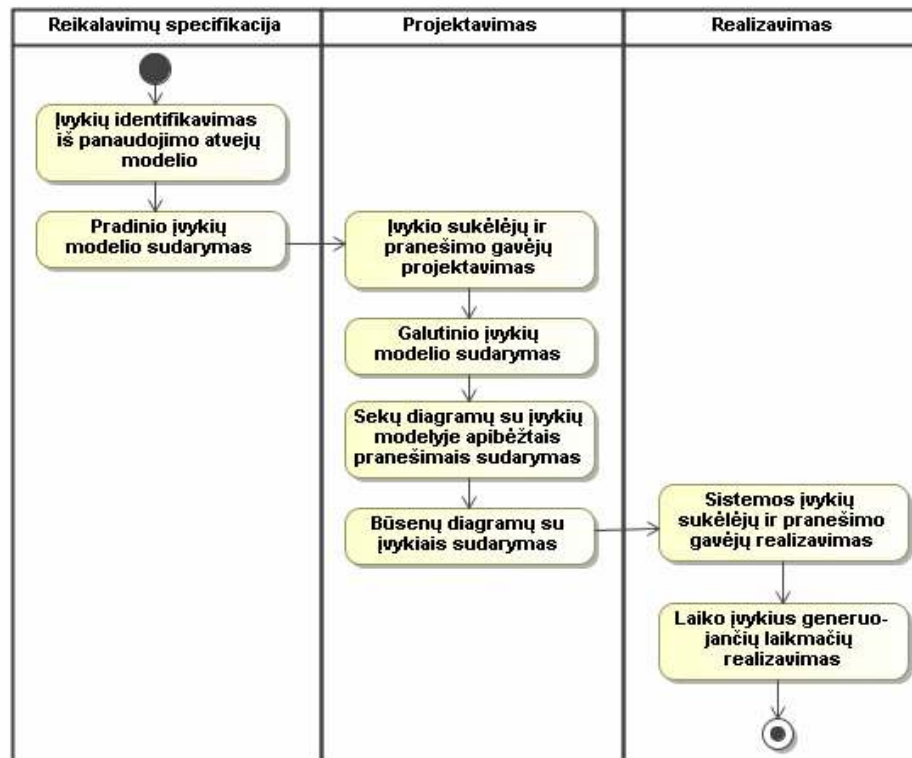 Reikalavimų specifikacija
Projektavimas
Realizavimas
Įvykių identifikavimas
iš panaudojimo atvejų
modelio
Pradinio įvykių
modelio sudarymas
Įvykio sukėlėjų ir
pranešimo gavėjų
projektavimas
Galutinio įvykių
modelio sudarymas
Sekų diagramų su įvykių
modelyje apibėžtais
pranešimais sudarymas
Būsenų diagramų su
įvykiais sudarymas
Sistemos įvykių
sukėlėjų ir pranešimo
gavėjų realizavimas
Laiko įvykius generuo-
jančių laikmačių
realizavimas